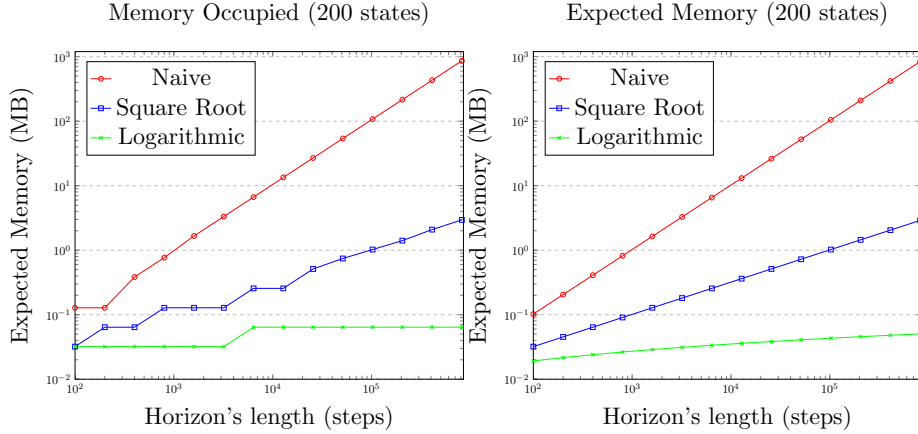 Memory Occupied (200 states)
Expected Memory (MB)
10^3
10^2
10^1
10^0
10^−1
10^−2
Naive
Square Root
Logarithmic
10^2
10^3
10^4
10^5
Horizon's length (steps)
Expected Memory (200 states)
Expected Memory (MB)
10^3
10^2
10^1
10^0
10^−1
10^−2
Naive
Square Root
Logarithmic
10^2
10^3
10^4
10^5
Horizon's length (steps)